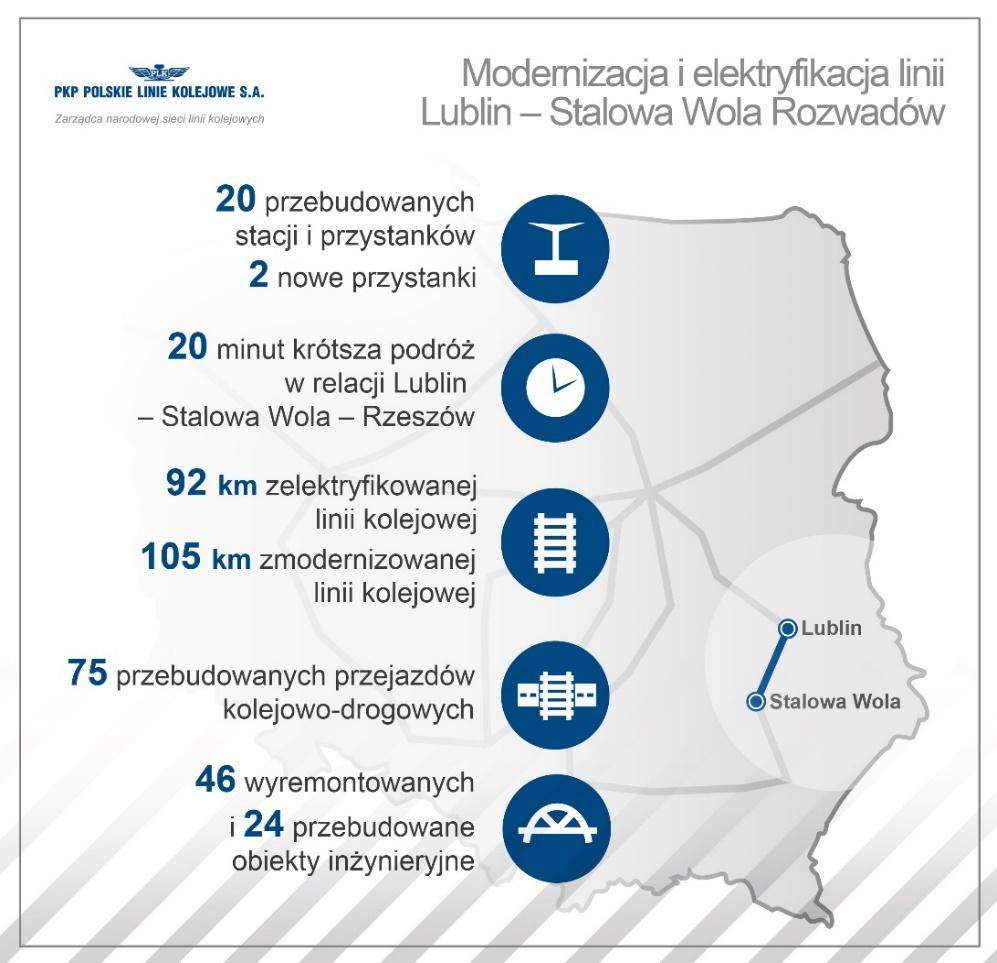 PLK
PKP POLSKIE LINIE KOLEJOWE S.A.
Zarządca narodowej sieci linii kolejowych
Modernizacja i elektryfikacja linii
Lublin – Stalowa Wola Rozwadów
20 przebudowanych
stacji i przystanków
2 nowe przystanki
20 minut krótsza podróż
w relacji Lublin
– Stalowa Wola – Rzeszów
92 km zelektryfikowanej
linii kolejowej
105 km zmodernizowanej
linii kolejowej
75 przebudowanych przejazdów
kolejowo-drogowych
46 wyremontowanych
i 24 przebudowane
obiekty inżynieryjne
Lublin
Stalowa Wola